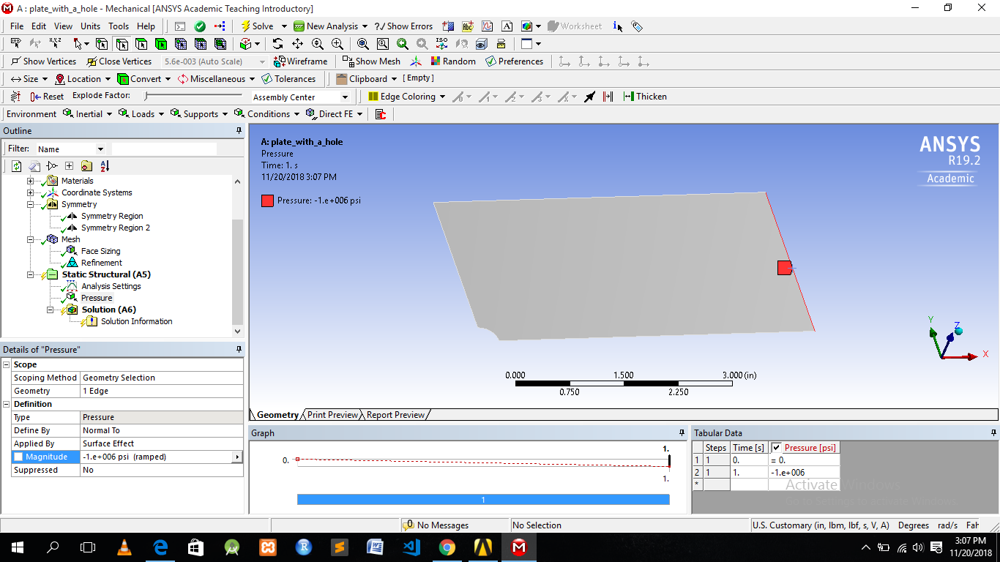 A : plate_with_a_hole - Mechanical [ANSYS Academic Teaching Introductory]
File Edit View Units Tools Help Solve New Analysis ?/ Show Errors Worksheet
Show Vertices Close Vertices 5.6e-003 (Auto Scale) Wireframe Show Mesh Random Preferences
Size Location Convert Miscellaneous Tolerances Clipboard [ Empty ]
Reset Explode Factor: Assembly Center Edge Coloring Thicken
Environment Inertial Loads Supports Conditions Direct FE
Outline
Filter: Name
Materials
Coordinate Systems
Symmetry
Symmetry Region
Symmetry Region 2
Mesh
Face Sizing
Refinement
Static Structural (A5)
Analysis Settings
Pressure
Solution (A6)
Solution Information
Details of "Pressure"
Scope
Scoping Method Geometry Selection
Geometry 1 Edge
Definition
Type Pressure
Define By Normal To
Applied By Surface Effect
Magnitude -1.e+006 psi (ramped)
Suppressed No
A: plate_with_a_hole
Pressure
Time: 1. s
11/20/2018 3:07 PM
Pressure: -1.e+006 psi
ANSYS
R19.2
Academic
Y Z X
0.000 1.500 3.000 (in)
0.750 2.250
Geometry Print Preview Report Preview
Graph
1.
0.
1.
1
Tabular Data
Steps Time [s] Pressure [psi]
1 1 0. = 0.
2 1 1. -1.e+006
*
Activate Windows
Go to Settings to activate Windows.
No Messages No Selection U.S. Customary (in, lbm, lbf, s, V, A) Degrees rad/s Fah
3:07 PM
11/20/2018